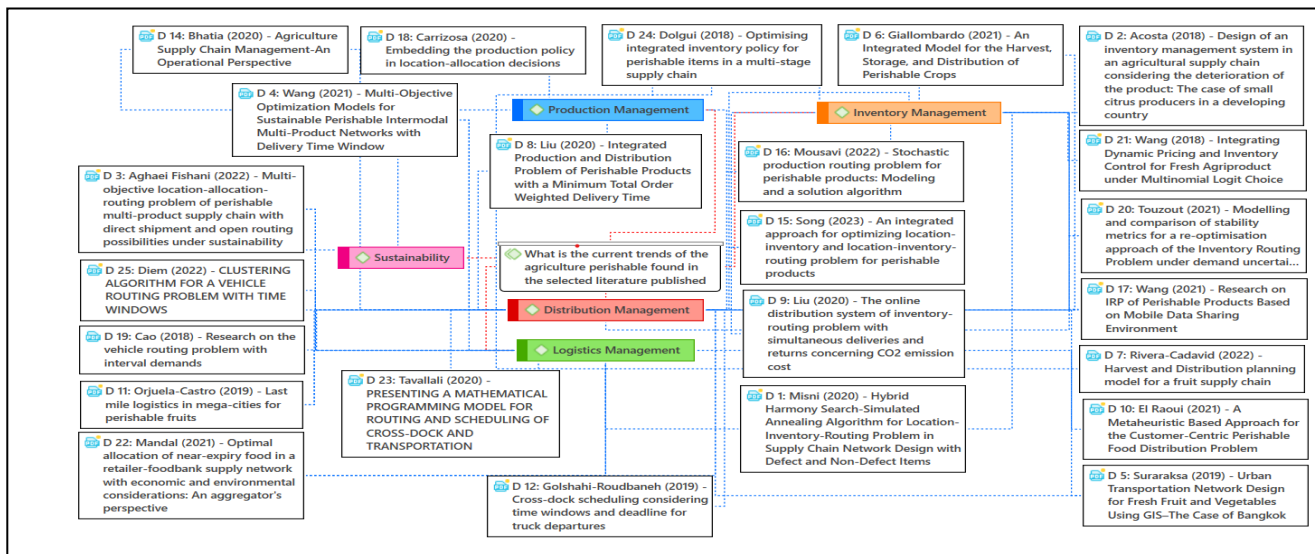 D 14: Bhatia (2020) - Agriculture
Supply Chain Management-An
Operational Perspective
D 18: Carrizosa (2020) -
Embedding the production policy
in location-allocation decisions
D 24: Dolgui (2018) - Optimising
integrated inventory policy for
perishable items in a multi-stage
supply chain
D 6: Giallombardo (2021) - An
Integrated Model for the Harvest,
Storage, and Distribution of
Perishable Crops
D 2: Acosta (2018) - Design of an
inventory management system in
an agricultural supply chain
considering the deterioration of
the product: The case of small
citrus producers in a developing
country
D 4: Wang (2021) - Multi-Objective
Optimization Models for
Sustainable Perishable Intermodal
Multi-Product Networks with
Delivery Time Window
Production Management
Inventory Management
D 8: Liu (2020) - Integrated
Production and Distribution
Problem of Perishable Products
with a Minimum Total Order
Weighted Delivery Time
D 16: Mousavi (2022) - Stochastic
production routing problem for
perishable products: Modeling
and a solution algorithm
D 21: Wang (2018) - Integrating
Dynamic Pricing and Inventory
Control for Fresh Agriproduct
under Multinomial Logit Choice
D 3: Aghaei Fishani (2022) - Multi-
objective location-allocation-
routing problem of perishable
multi-product supply chain with
direct shipment and open routing
possibilities under sustainability
D 15: Song (2023) - An integrated
approach for optimizing location-
inventory and location-inventory-
routing problem for perishable
products
D 20: Touzout (2021) - Modelling
and comparison of stability
metrics for a re-optimisation
approach of the Inventory Routing
Problem under demand uncertai...
Sustainability
What is the current trends of the
agriculture perishable found in
the selected literature published
D 25: Diem (2022) - CLUSTERING
ALGORITHM FOR A VEHICLE
ROUTING PROBLEM WITH TIME
WINDOWS
Distribution Management
D 9: Liu (2020) - The online
distribution system of inventory-
routing problem with
simultaneous deliveries and
returns concerning CO2 emission
cost
D 17: Wang (2021) - Research on
IRP of Perishable Products Based
on Mobile Data Sharing
Environment
D 19: Cao (2018) - Research on the
vehicle routing problem with
interval demands
Logistics Management
D 7: Rivera-Cadavid (2022) -
Harvest and Distribution planning
model for a fruit supply chain
D 11: Orjuela-Castro (2019) - Last
mile logistics in mega-cities for
perishable fruits
D 23: Tavallali (2020) -
PRESENTING A MATHEMATICAL
PROGRAMMING MODEL FOR
ROUTING AND SCHEDULING OF
CROSS-DOCK AND
TRANSPORTATION
D 1: Misni (2020) - Hybrid
Harmony Search-Simulated
Annealing Algorithm for Location-
Inventory-Routing Problem in
Supply Chain Network Design with
Defect and Non-Defect Items
D 10: El Raoui (2021) - A
Metaheuristic Based Approach for
the Customer-Centric Perishable
Food Distribution Problem
D 22: Mandal (2021) - Optimal
allocation of near-expiry food in a
retailer-foodbank supply network
with economic and environmental
considerations: An aggregator's
perspective
D 12: Golshahi-Roudbaneh (2019) -
Cross-dock scheduling considering
time windows and deadline for
truck departures
D 5: Suraraksa (2019) - Urban
Transportation Network Design
for Fresh Fruit and Vegetables
Using GIS–The Case of Bangkok